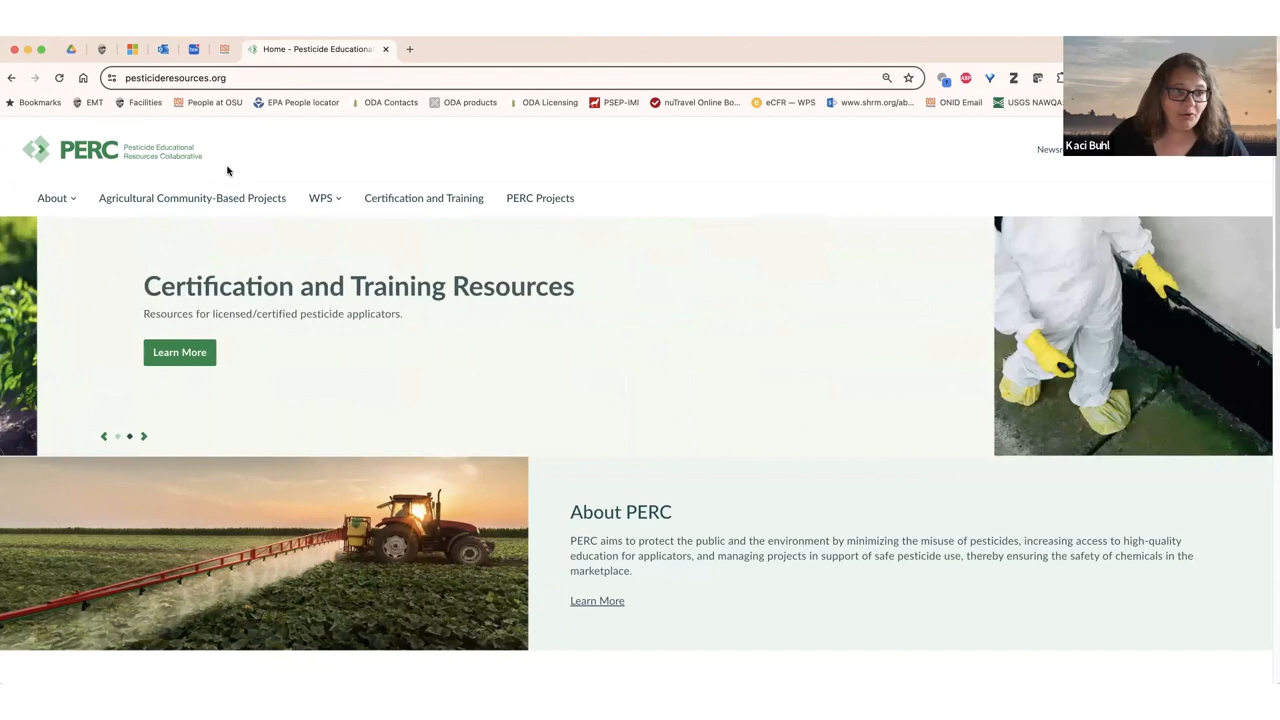 Home - Pesticide Educational
pesticideresources.org
Bookmarks
EMT
Facilities
People at OSU
EPA People locator
ODA Contacts
ODA products
ODA Licensing
PSEP-IMI
nuTravel Online Bo...
eCFR — WPS
www.shrm.org/ab...
ONID Email
USGS NAWQA
Kaci Buhl
PERC
Pesticide Educational
Resources Collaborative
About
Agricultural Community-Based Projects
WPS
Certification and Training
PERC Projects
Certification and Training Resources
Resources for licensed/certified pesticide applicators.
Learn More
About PERC
PERC aims to protect the public and the environment by minimizing the misuse of pesticides, increasing access to high-quality
education for applicators, and managing projects in support of safe pesticide use, thereby ensuring the safety of chemicals in the
marketplace.
Learn More